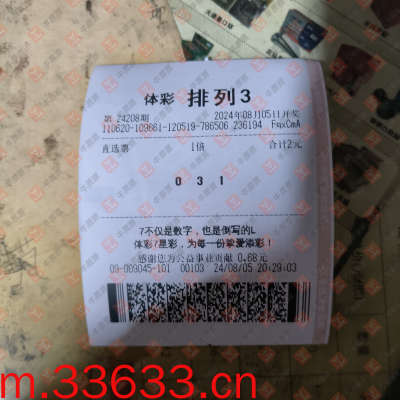 体彩 排列3
第 24208期 2024年08月05日开奖
110620-109661-120519-786506 236194 FxpxCmA
直选票 1倍 合计2元
0 3 1
7不仅是数字，也是倒写的L
体彩7星彩，为每一份挚爱添彩！
感谢您为公益事业贡献 0.68元
09-009045-101 00103 24/08/05 20:29:03
m.33633.cn